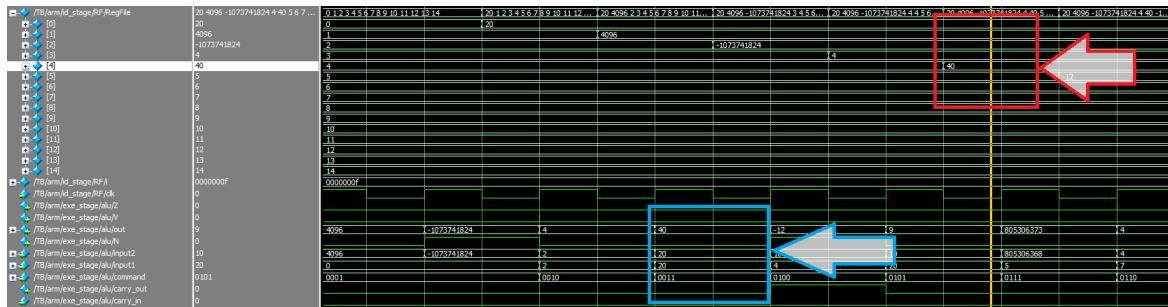 /TB/arm/id_stage/RF/RegFile 20 4096 -1073741824 4 40 5 6 7 ... 0 1 2 3 4 5 6 7 8 9 10 11 12 13 14 20 1 2 3 4 5 6 7 8 9 10 11 12 ... 20 4096 2 3 4 5 6 7 8 9 10 11... 20 4096 -1073741824 3 4 5 6... 20 4096 -1073741824 4 4 5 6... 20 4096 -1073741824 4 40 5... 20 4096 -1073741824 4 40 -1...
[0] 20 0 20
[1] 4096 1 4096
[2] -1073741824 2 -1073741824
[3] 4 3 4
[4] 40 4 40
[5] 5 5 -12
[6] 6 6
[7] 7 7
[8] 8 8
[9] 9 9
[10] 10 10
[11] 11 11
[12] 12 12
[13] 13 13
[14] 14 14
/TB/arm/id_stage/RF/i 0000000f 0000000f
/TB/arm/id_stage/RF/clk 0
/TB/arm/exe_stage/alu/Z 0
/TB/arm/exe_stage/alu/V 0
/TB/arm/exe_stage/alu/out 9 4096 -1073741824 4 40 -12 9 805306373 4
/TB/arm/exe_stage/alu/N 0
/TB/arm/exe_stage/alu/input2 10 4096 -1073741824 2 20 805306368 4
/TB/arm/exe_stage/alu/input1 20 0 2 20 4 20 5 7
/TB/arm/exe_stage/alu/command 0101 0001 0010 0011 0100 0101 0111 0110
/TB/arm/exe_stage/alu/carry_out 0
/TB/arm/exe_stage/alu/carry_in 0